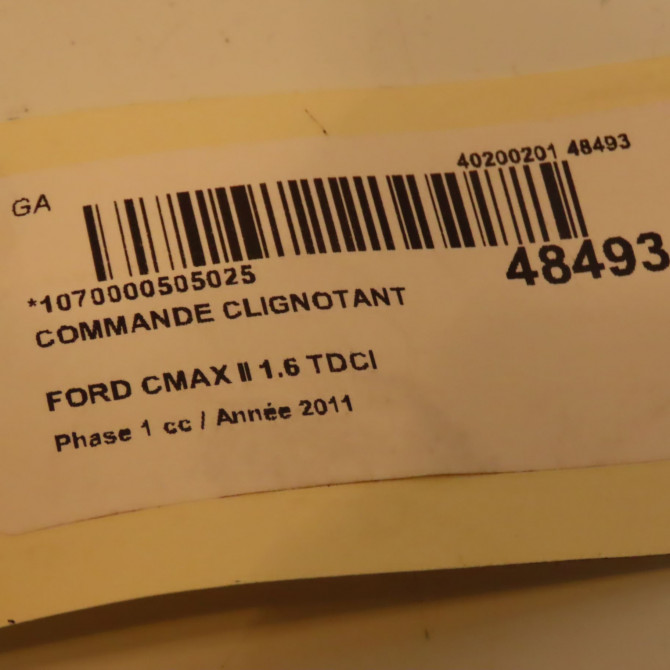 40200201 48493
GA
48493
*1070000505025
COMMANDE CLIGNOTANT
FORD CMAX II 1.6 TDCI
Phase 1 cc / Année 2011